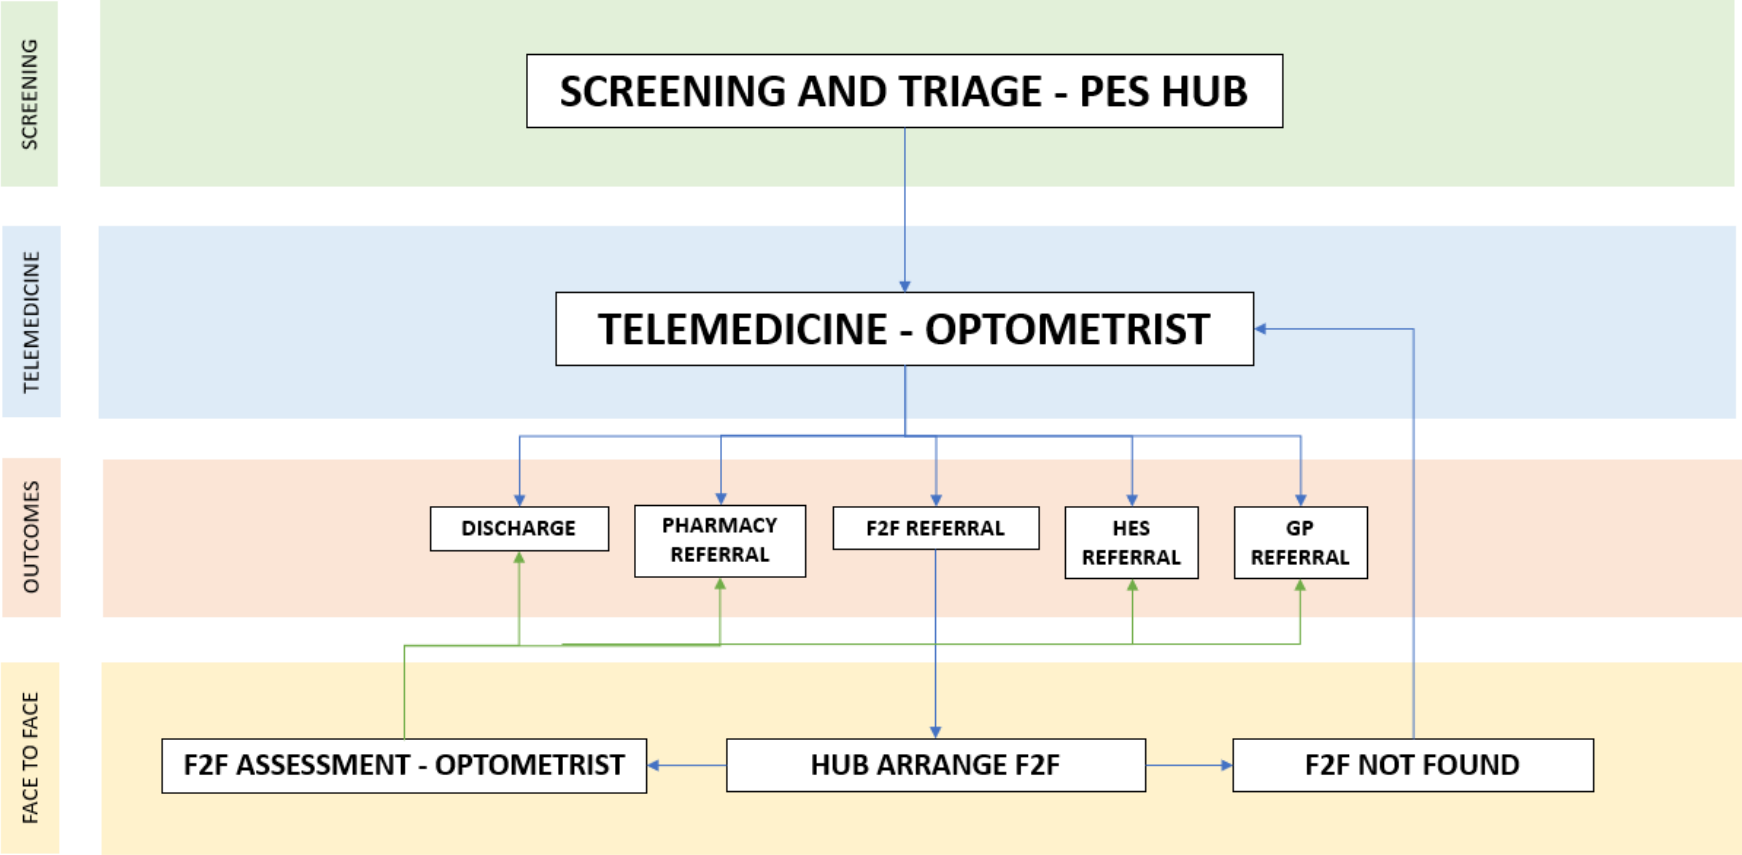 SCREENING
SCREENING AND TRIAGE - PES HUB
TELEMEDICINE
TELEMEDICINE - OPTOMETRIST
OUTCOMES
DISCHARGE
PHARMACY
REFERRAL
F2F REFERRAL
HES
REFERRAL
GP
REFERRAL
FACE TO FACE
F2F ASSESSMENT - OPTOMETRIST
HUB ARRANGE F2F
F2F NOT FOUND